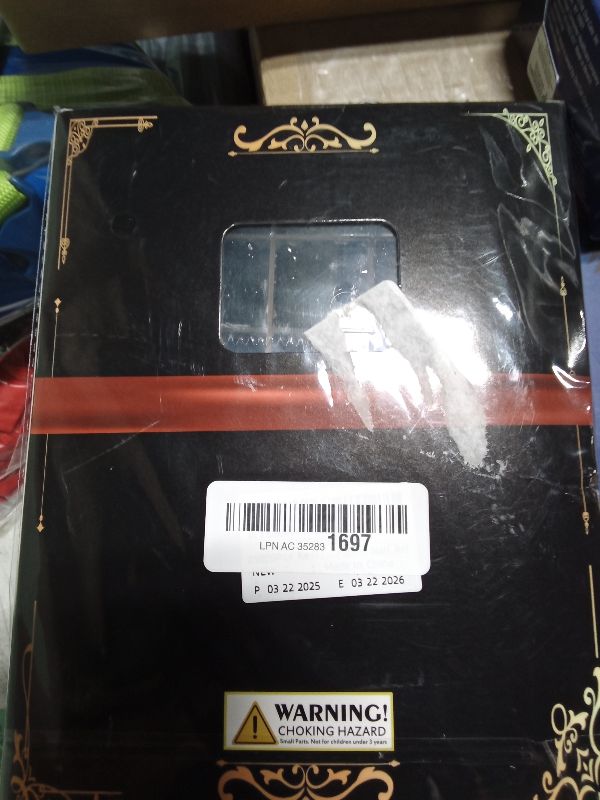 LPN AC 35283 1697
NEW
P 03 22 2025 E 03 22 2026
WARNING!
CHOKING HAZARD
Small Parts. Not for children under 3 years